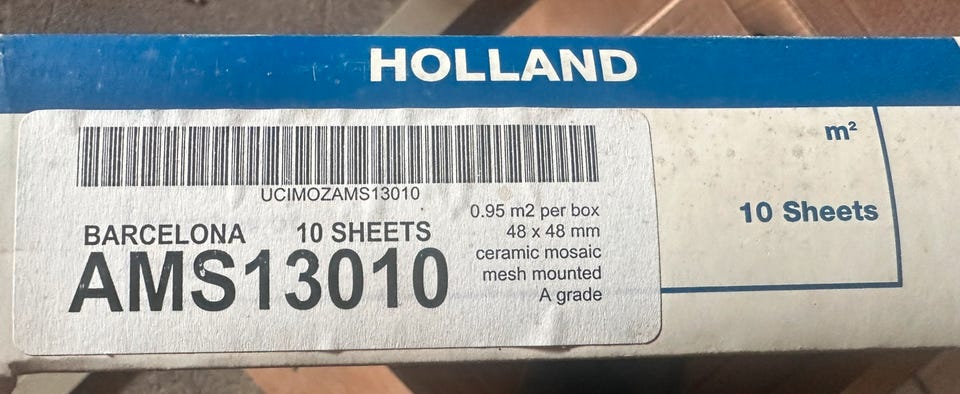 HOLLAND
UCIMOZAMS13010
BARCELONA 10 SHEETS
AMS13010
0.95 m2 per box
48 x 48 mm
ceramic mosaic
mesh mounted
A grade
m²
10 Sheets